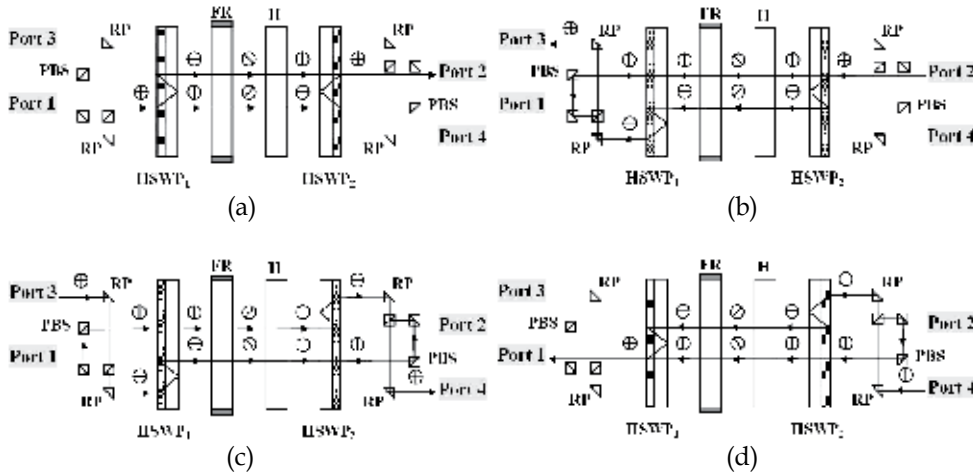 FR H
RP RP
Port 3
PBS Port 2
Port 1 PBS
RP RP Port 4
HSWP1 HSWP2
(a)
FR H
Port 3 RP RP
PBS Port 2
Port 1 PBS
RP RP Port 4
HSWP1 HSWP2
(b)
FR H
Port 3 RP RP
PBS Port 2
Port 1 PBS
RP RP Port 4
HSWP1 HSWP2
(c)
FR H
Port 3 RP RP
PBS Port 2
Port 1 PBS
RP RP Port 4
HSWP1 HSWP2
(d)